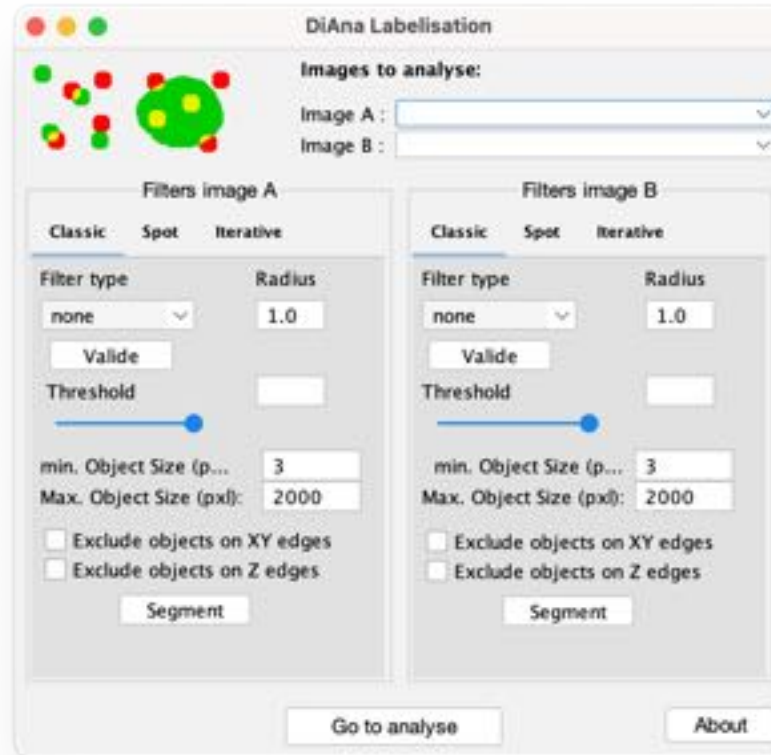 DiAna Labelisation
Images to analyse:
Image A :
Image B :
Filters image A
Classic Spot Iterative
Filter type Radius
none 1.0
Valide
Threshold
min. Object Size (p... 3
Max. Object Size (pxl): 2000
Exclude objects on XY edges
Exclude objects on Z edges
Segment
Filters image B
Classic Spot Iterative
Filter type Radius
none 1.0
Valide
Threshold
min. Object Size (p... 3
Max. Object Size (pxl): 2000
Exclude objects on XY edges
Exclude objects on Z edges
Segment
Go to analyse
About